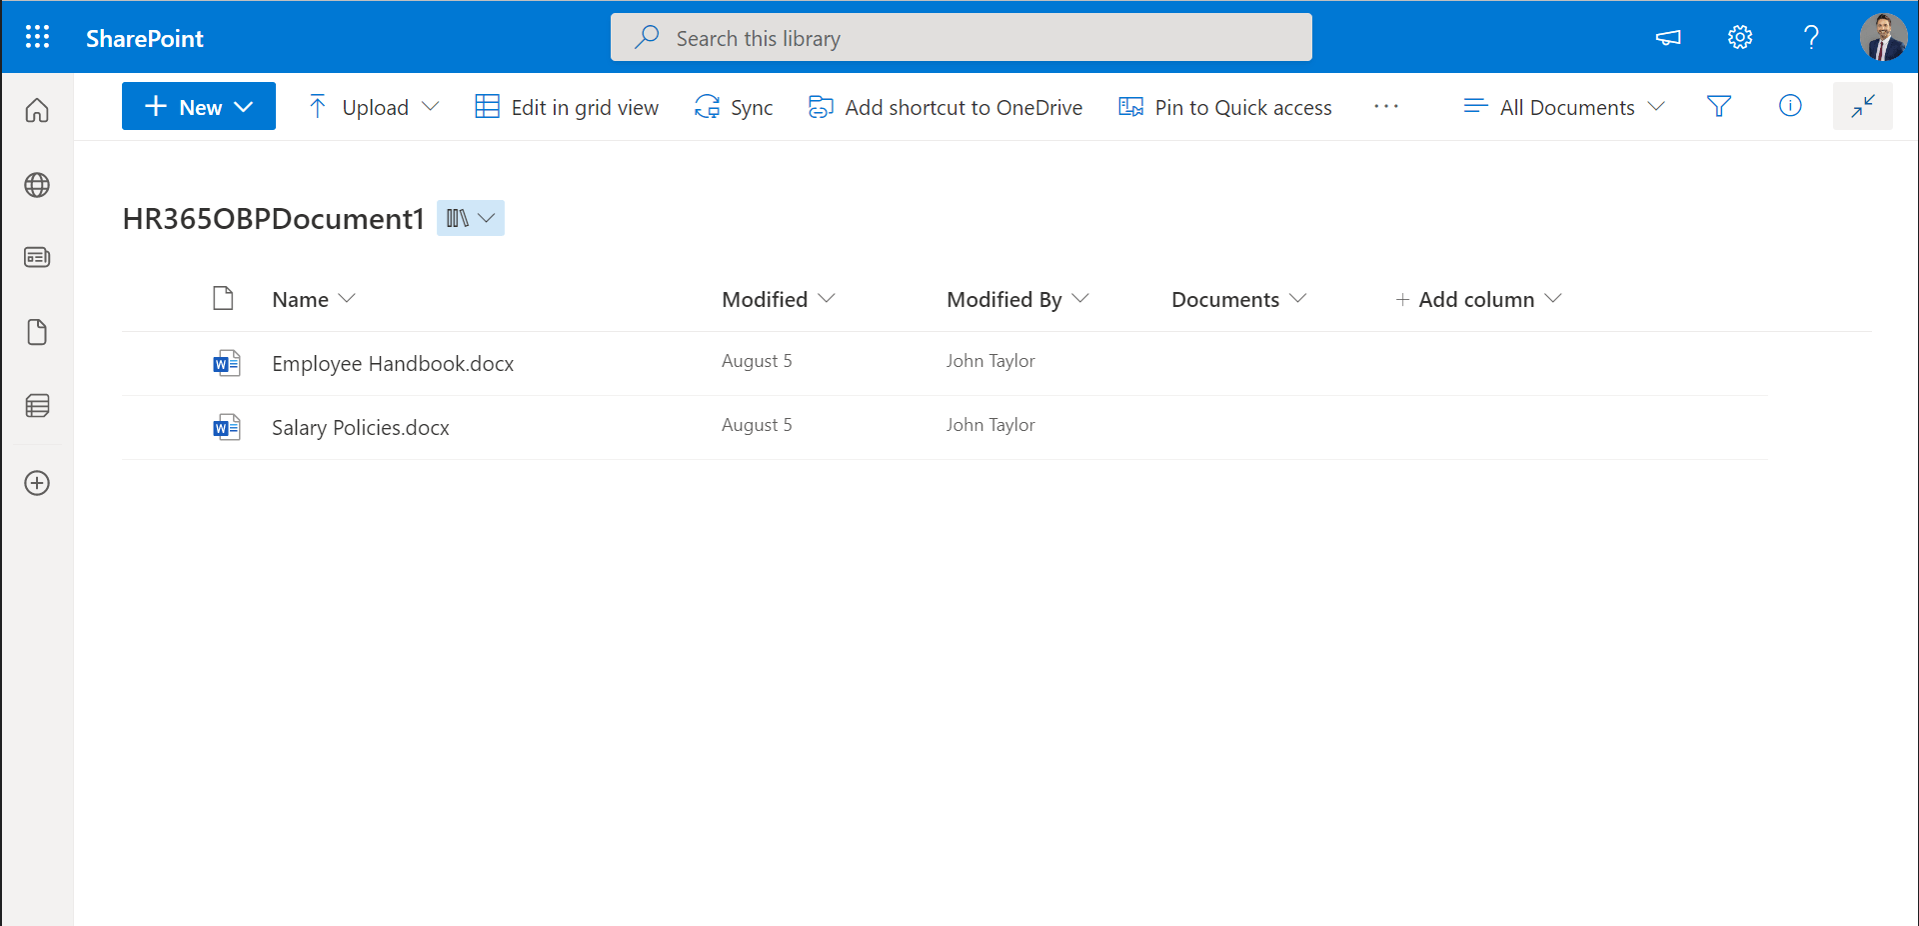 SharePoint
Search this library
New
Upload
Edit in grid view
Sync
Add shortcut to OneDrive
Pin to Quick access
All Documents
HR365OBPDocument1
Name
Modified
Modified By
Documents
+ Add column
Employee Handbook.docx
August 5
John Taylor
Salary Policies.docx
August 5
John Taylor